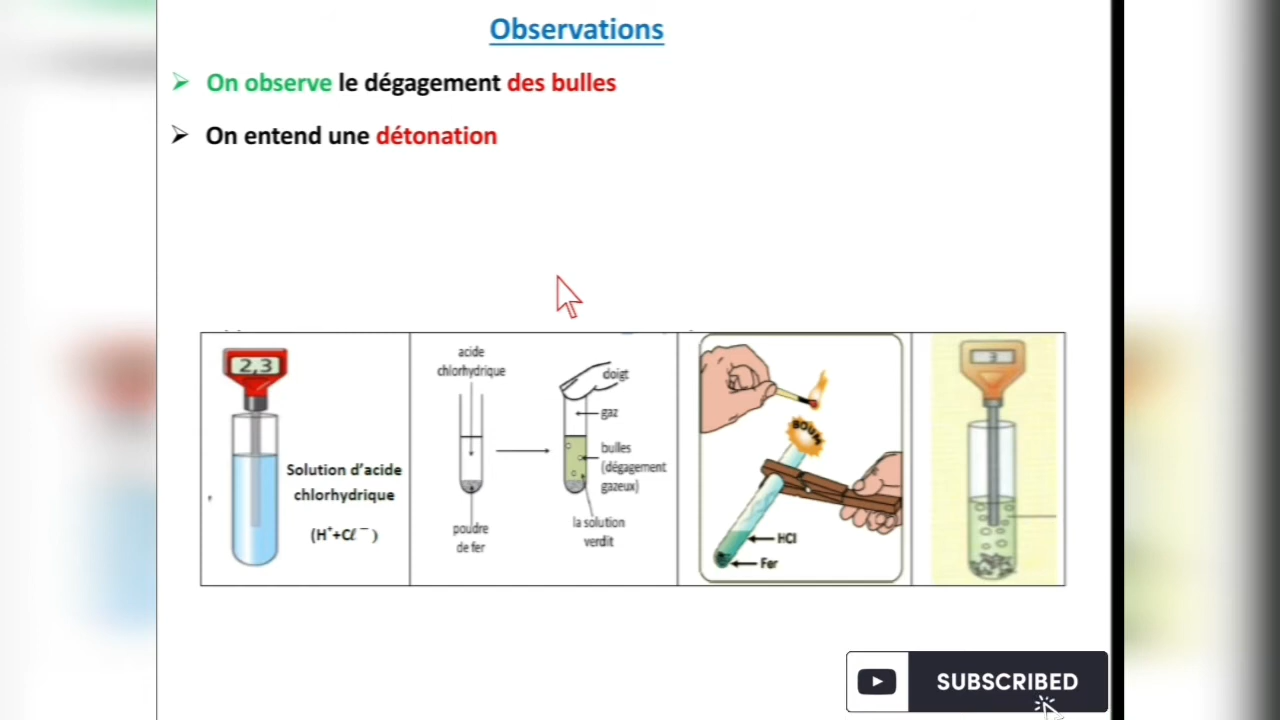 Observations
➢ On observe le dégagement des bulles
➢ On entend une détonation
2,3
Solution d'acide
chlorhydrique
(H⁺+Cℓ⁻)
acide
chlorhydrique
doigt
gaz
bulles
(dégagement
gazeux)
la solution
verdit
poudre
de fer
BOUM
HCl
Fer
3
SUBSCRIBED